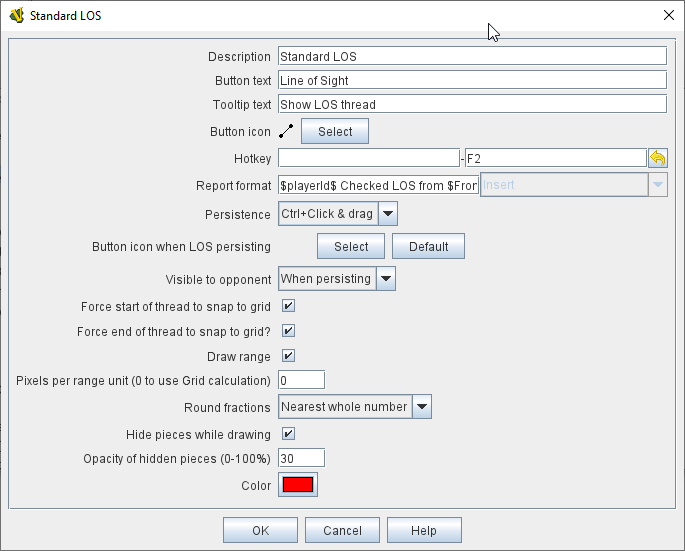 Standard LOS
Description Standard LOS
Button text Line of Sight
Tooltip text Show LOS thread
Button icon Select
Hotkey - F2
Report format $playerId$ Checked LOS from $Fron Insert
Persistence Ctrl+Click & drag
Button icon when LOS persisting Select Default
Visible to opponent When persisting
Force start of thread to snap to grid
Force end of thread to snap to grid?
Draw range
Pixels per range unit (0 to use Grid calculation) 0
Round fractions Nearest whole number
Hide pieces while drawing
Opacity of hidden pieces (0-100%) 30
Color
OK Cancel Help